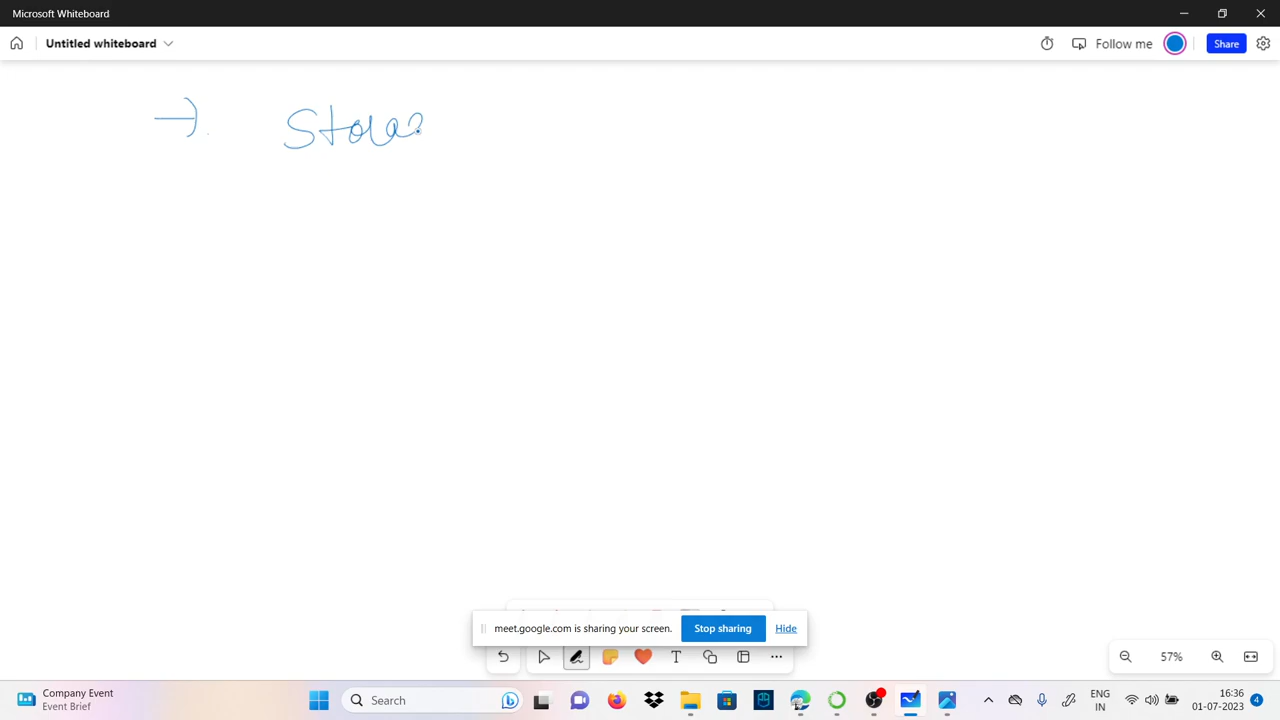 Microsoft Whiteboard
Untitled whiteboard
Follow me
Share
→
meet.google.com is sharing your screen.
Stop sharing
Hide
57%
Company Event
Event Brief
Search
ENG
IN
16:36
01-07-2023
4